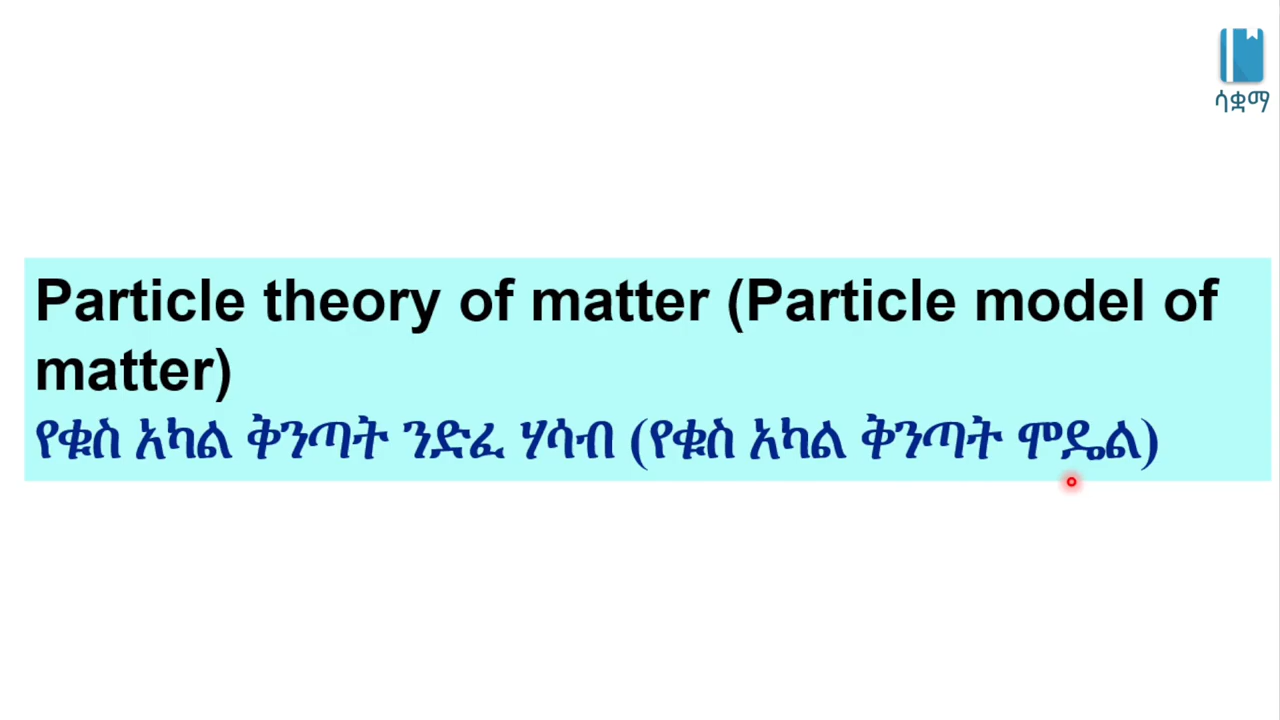 ሳቋማ
Particle theory of matter (Particle model of
matter)
የቁስ አካል ቅንጣት ንድፈ ሃሳብ (የቁስ አካል ቅንጣት ሞዴል)